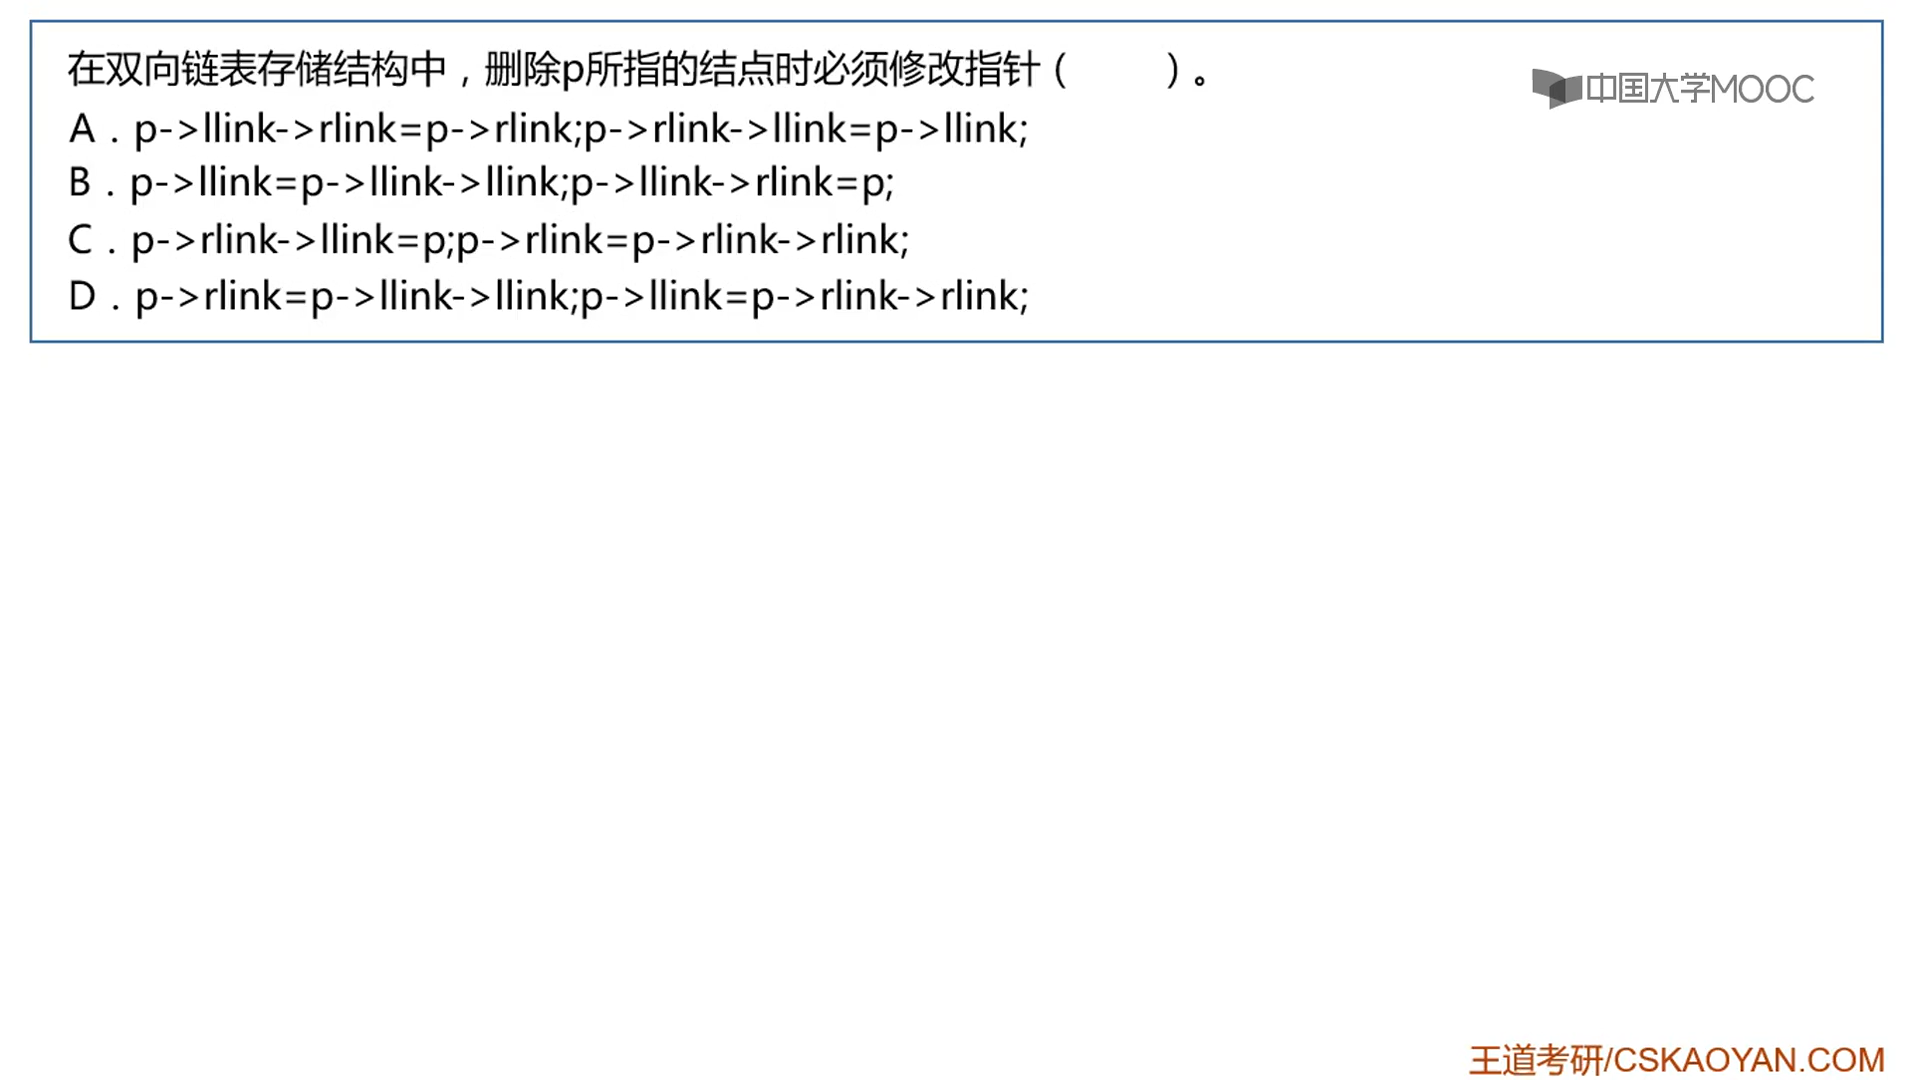 在双向链表存储结构中，删除p所指的结点时必须修改指针（　　）。
中国大学MOOC
A．p->llink->rlink=p->rlink;p->rlink->llink=p->llink;
B．p->llink=p->llink->llink;p->llink->rlink=p;
C．p->rlink->llink=p;p->rlink=p->rlink->rlink;
D．p->rlink=p->llink->llink;p->llink=p->rlink->rlink;
王道考研/CSKAOYAN.COM